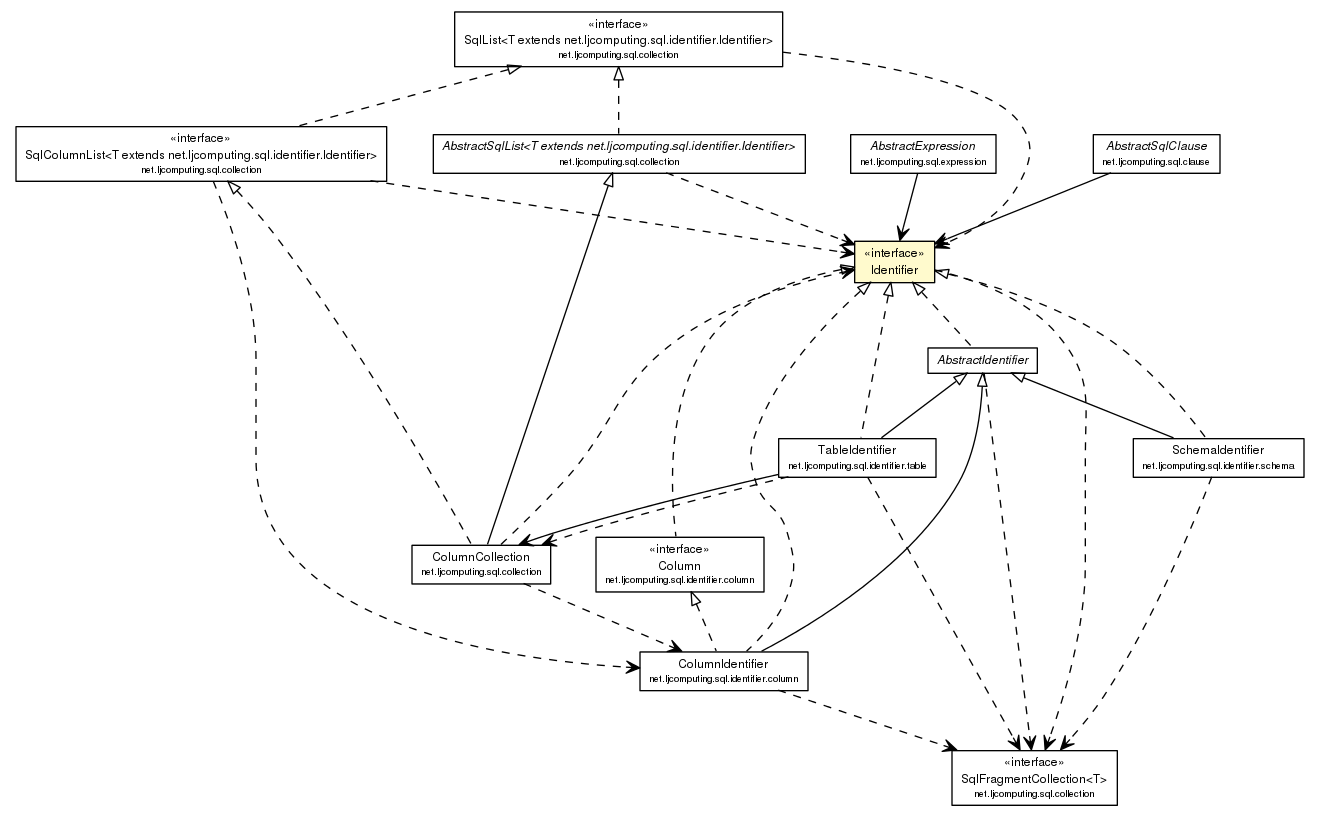 «interface»
SqlList<T extends net.ljcomputing.sql.identifier.Identifier>
net.ljcomputing.sql.collection
«interface»
SqlColumnList<T extends net.ljcomputing.sql.identifier.Identifier>
net.ljcomputing.sql.collection
AbstractSqlList<T extends net.ljcomputing.sql.identifier.Identifier>
net.ljcomputing.sql.collection
AbstractExpression
net.ljcomputing.sql.expression
AbstractSqlClause
net.ljcomputing.sql.clause
«interface»
Identifier
AbstractIdentifier
TableIdentifier
net.ljcomputing.sql.identifier.table
SchemaIdentifier
net.ljcomputing.sql.identifier.schema
ColumnCollection
net.ljcomputing.sql.collection
«interface»
Column
net.ljcomputing.sql.identifier.column
ColumnIdentifier
net.ljcomputing.sql.identifier.column
«interface»
SqlFragmentCollection<T>
net.ljcomputing.sql.collection